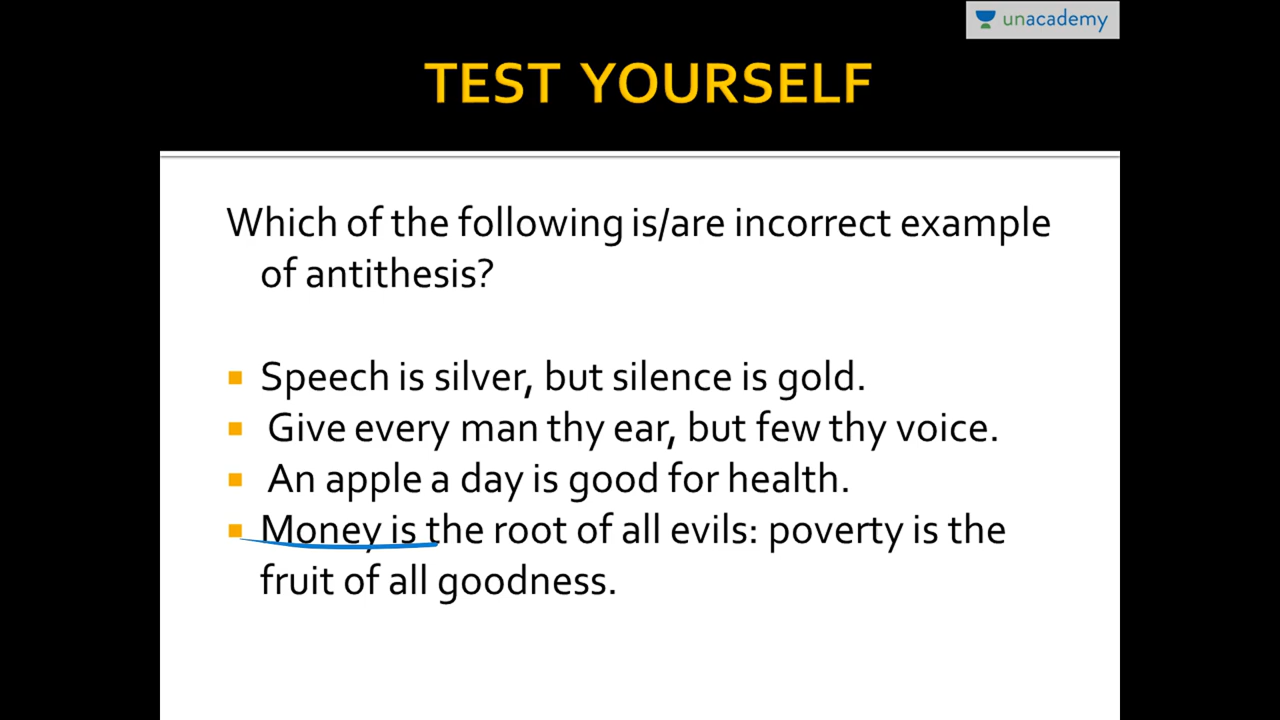 unacademy
TEST YOURSELF
Which of the following is/are incorrect example
of antithesis?
Speech is silver, but silence is gold.
Give every man thy ear, but few thy voice.
An apple a day is good for health.
Money is the root of all evils: poverty is the
fruit of all goodness.